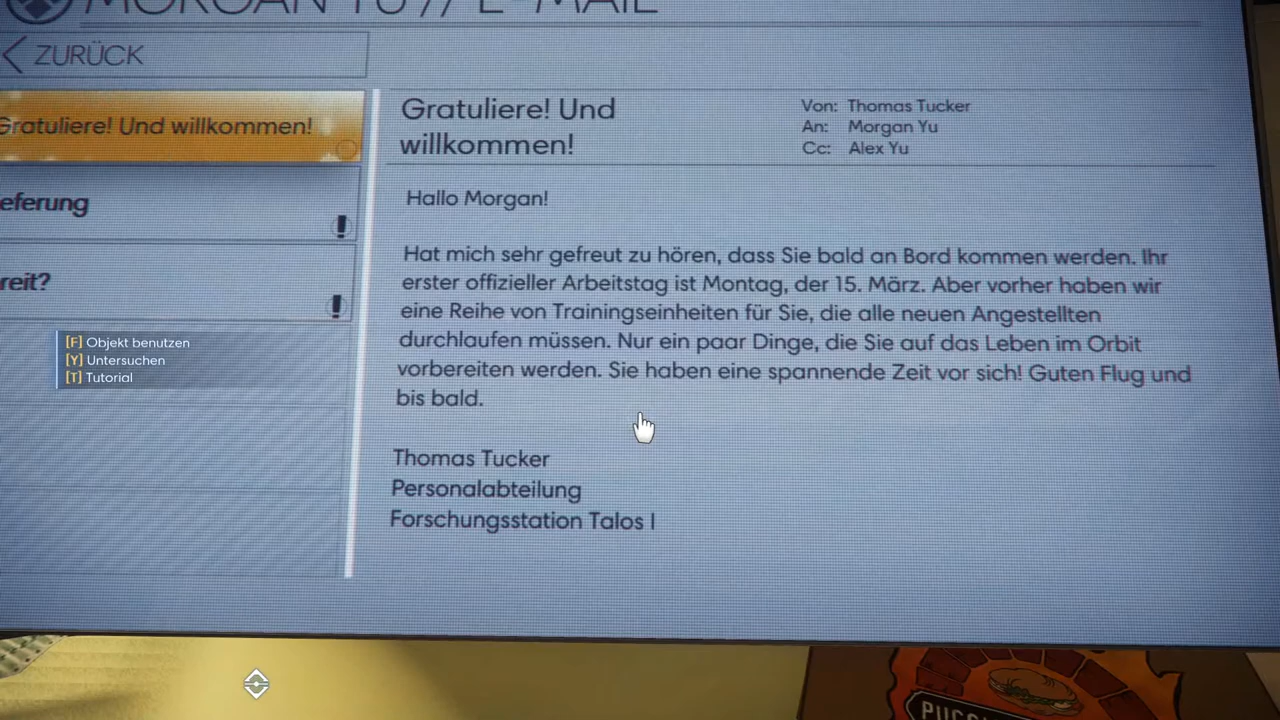 MORGAN YU // E-MAIL
ZURÜCK
Gratuliere! Und willkommen!
eferung
reit?
[F] Objekt benutzen
[Y] Untersuchen
[T] Tutorial
Gratuliere! Und
willkommen!
Von: Thomas Tucker
An: Morgan Yu
Cc: Alex Yu
Hallo Morgan!
Hat mich sehr gefreut zu hören, dass Sie bald an Bord kommen werden. Ihr
erster offizieller Arbeitstag ist Montag, der 15. März. Aber vorher haben wir
eine Reihe von Trainingseinheiten für Sie, die alle neuen Angestellten
durchlaufen müssen. Nur ein paar Dinge, die Sie auf das Leben im Orbit
vorbereiten werden. Sie haben eine spannende Zeit vor sich! Guten Flug und
bis bald.
Thomas Tucker
Personalabteilung
Forschungsstation Talos I